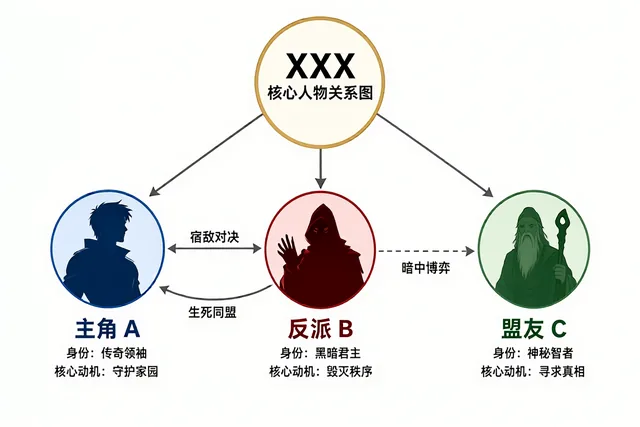 XXX
核心人物关系图
宿敌对决
暗中博弈
生死同盟
主角 A
身份：传奇领袖
核心动机：守护家园
反派 B
身份：黑暗君主
核心动机：毁灭秩序
盟友 C
身份：神秘智者
核心动机：寻求真相